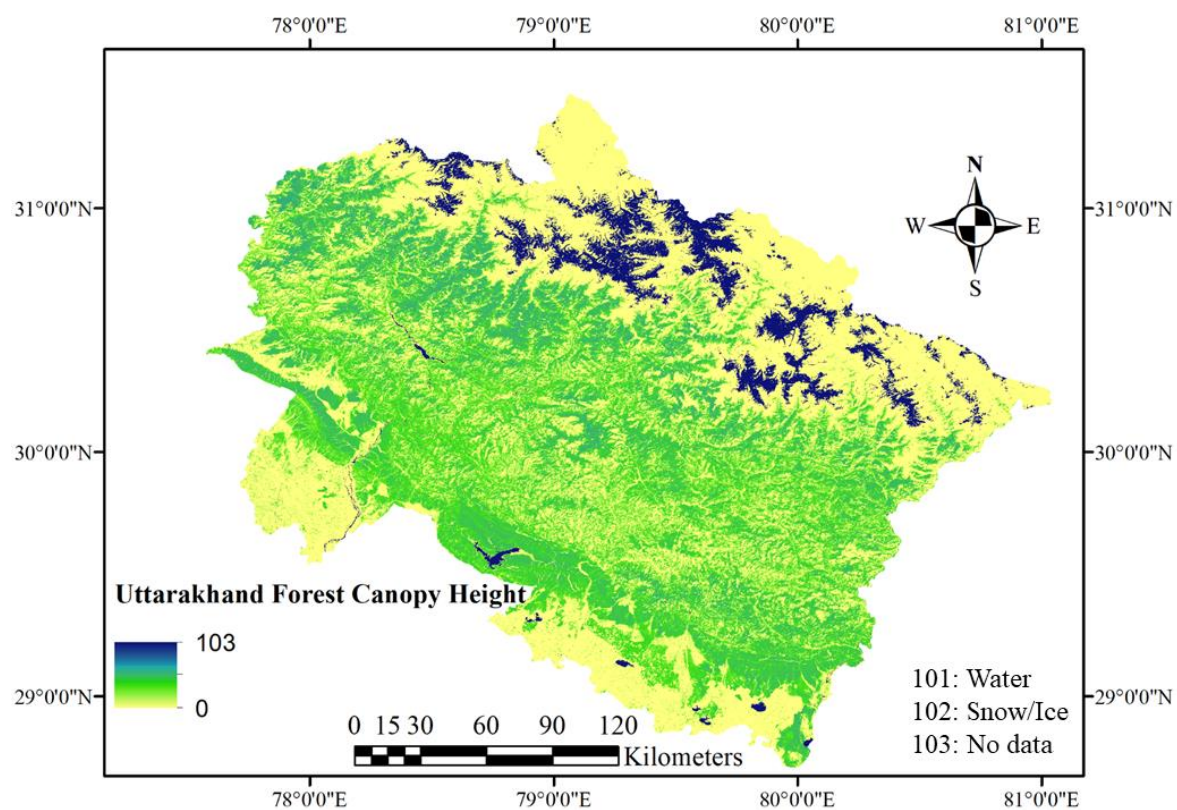 78°0'0"E 79°0'0"E 80°0'0"E 81°0'0"E
N
31°0'0"N 31°0'0"N
W E
S
30°0'0"N 30°0'0"N
Uttarakhand Forest Canopy Height
103
0
29°0'0"N 29°0'0"N
101: Water
102: Snow/Ice
103: No data
0 15 30 60 90 120
Kilometers
78°0'0"E 79°0'0"E 80°0'0"E 81°0'0"E